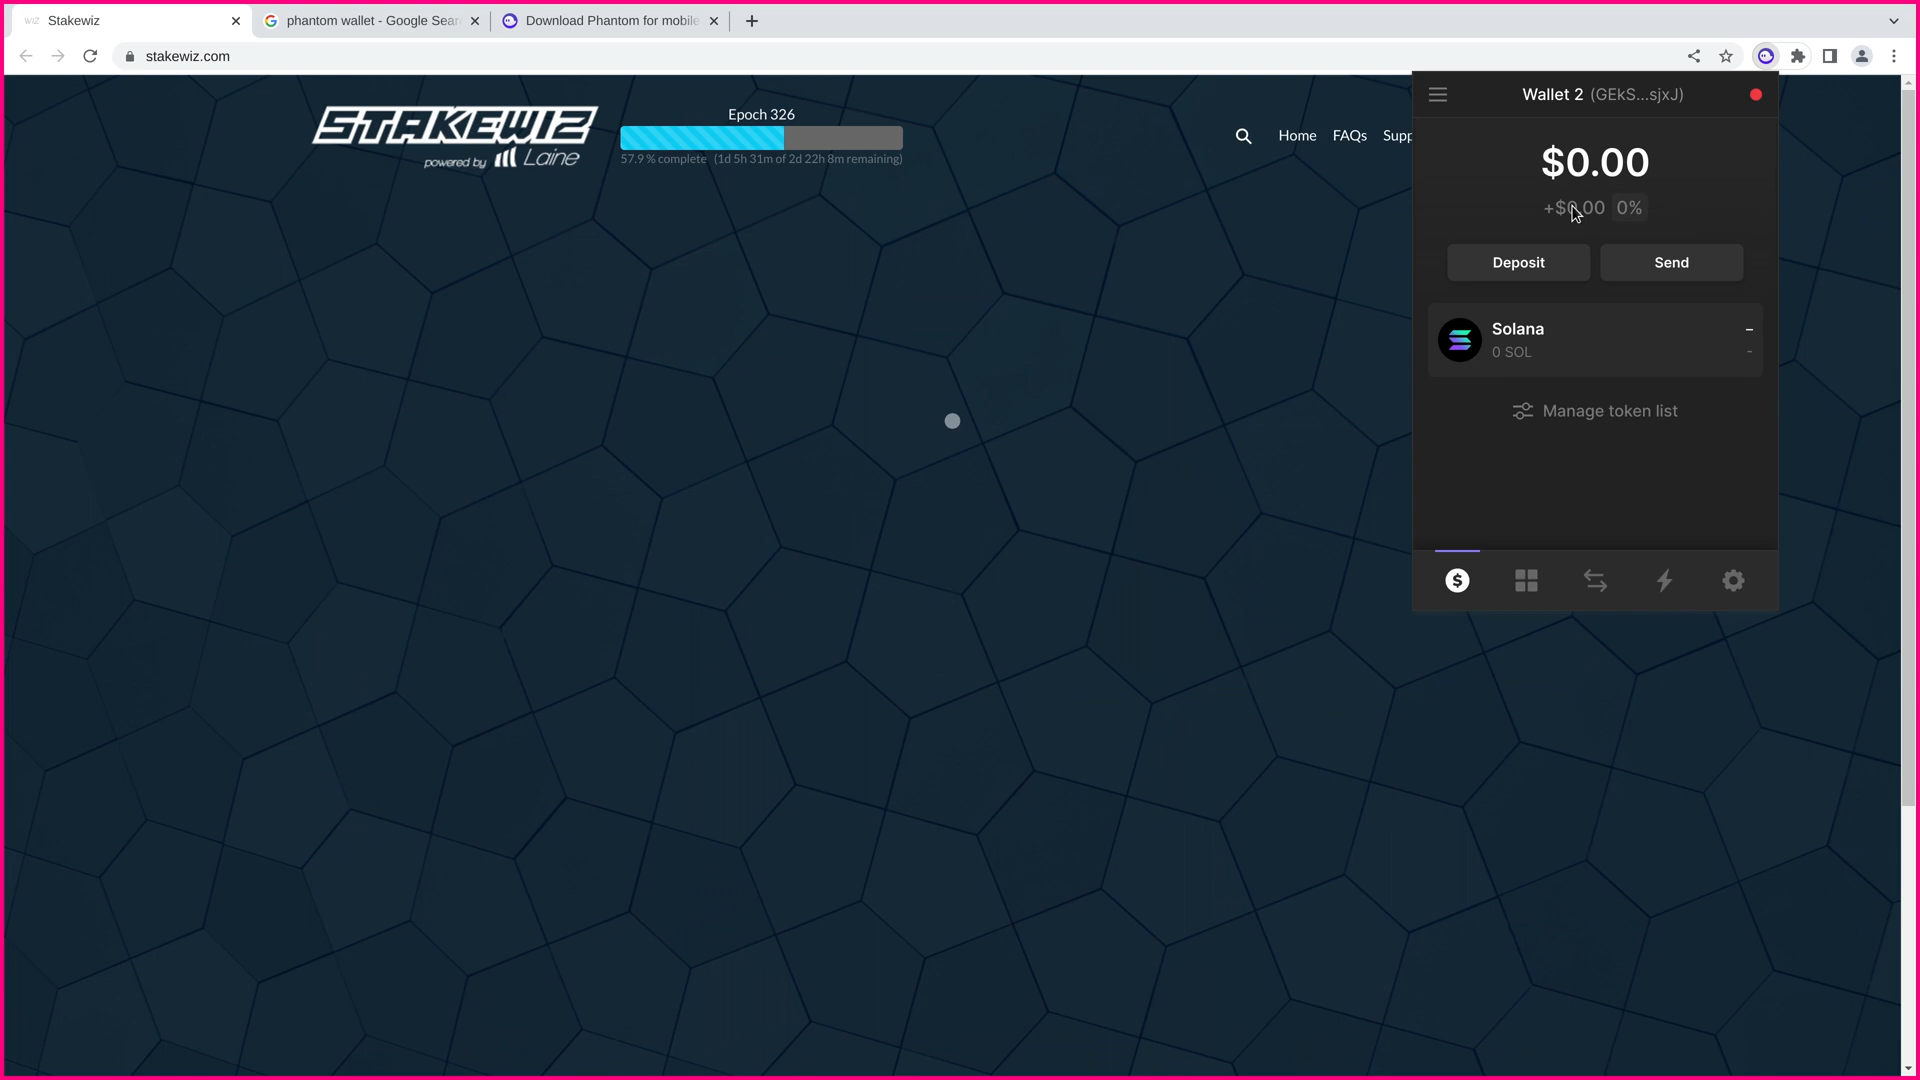 WIZ Stakewiz
phantom wallet - Google Sear
Download Phantom for mobile
stakewiz.com
STAKEWIZ
powered by Laine
Epoch 326
57.9 % complete (1d 5h 31m of 2d 22h 8m remaining)
Home FAQs Supp
Wallet 2 (GEkS...sjxJ)
$0.00
+$0.00 0%
Deposit Send
Solana –
0 SOL -
Manage token list